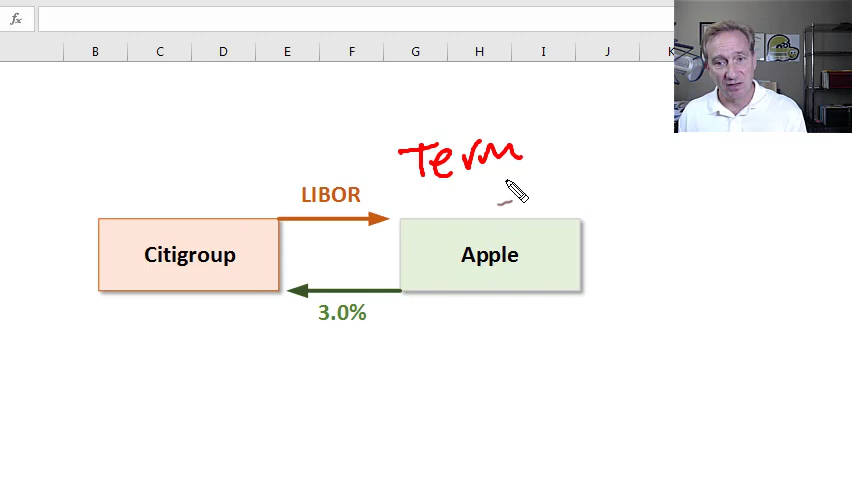 fx
B C D E F G H I J K
Term
LIBOR
Citigroup
Apple
3.0%